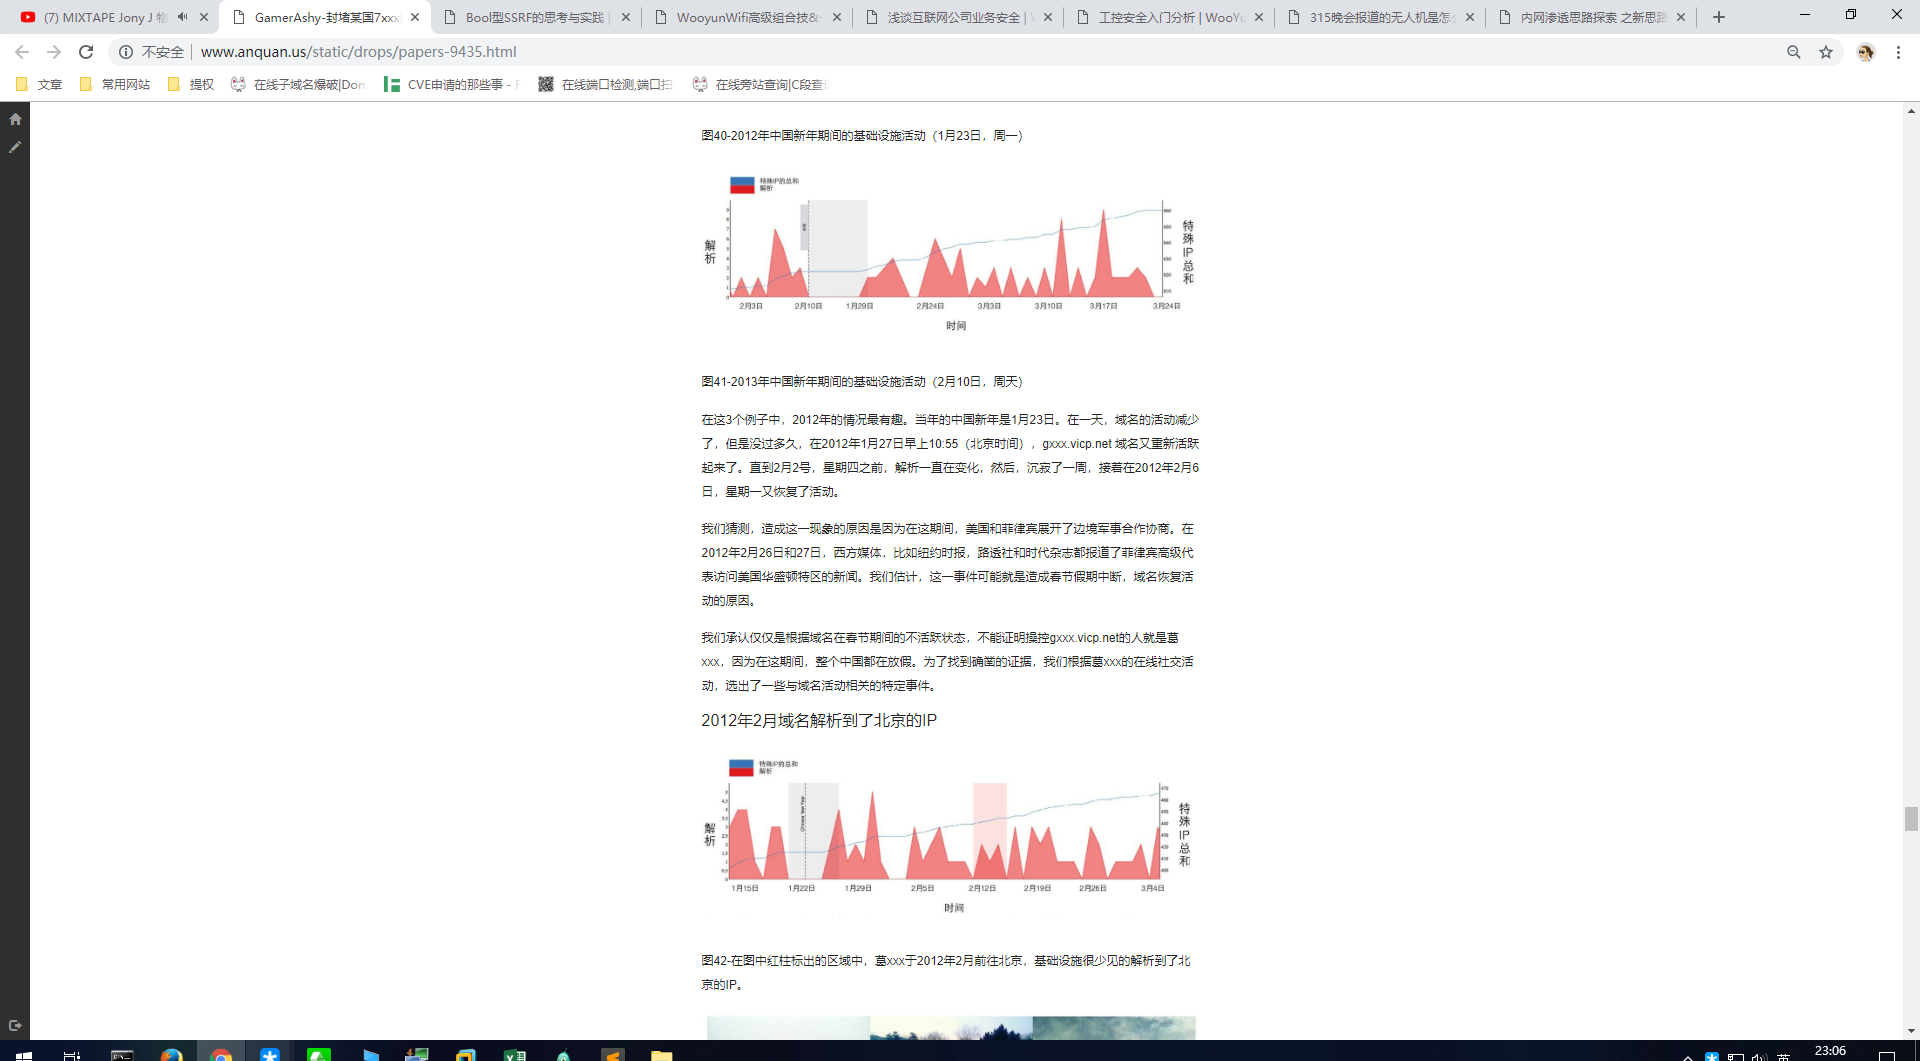 (7) MIXTAPE Jony J 物
GamerAshy-封堵某国7xxx
Bool型SSRF的思考与实践 |
WooyunWifi高级组合技&
浅谈互联网公司业务安全 |
工控安全入门分析 | WooYu
315晚会报道的无人机是怎么
内网渗透思路探索 之新思路
不安全 www.anquan.us/static/drops/papers-9435.html
文章 常用网站 提权 在线子域名爆破|Dom CVE申请的那些事 - F 在线端口检测,端口扫 在线旁站查询|C段查
图40-2012年中国新年期间的基础设施活动（1月23日，周一）
特殊IP的总和
解析
解析
特殊IP总和
2月3日 2月10日 1月29日 2月24日 3月3日 3月10日 3月17日 3月24日
时间
图41-2013年中国新年期间的基础设施活动（2月10日，周天）
在这3个例子中，2012年的情况最有趣。当年的中国新年是1月23日。在一天，域名的活动减少
了，但是没过多久，在2012年1月27日早上10:55（北京时间），gxxx.vicp.net 域名又重新活跃
起来了。直到2月2号，星期四之前，解析一直在变化，然后，沉寂了一周，接着在2012年2月6
日，星期一又恢复了活动。
我们猜测，造成这一现象的原因是因为在这期间，美国和菲律宾展开了边境军事合作协商。在
2012年2月26日和27日，西方媒体，比如纽约时报，路透社和时代杂志都报道了菲律宾高级代
表访问美国华盛顿特区的新闻。我们估计，这一事件可能就是造成春节假期中断，域名恢复活
动的原因。
我们承认仅仅是根据域名在春节期间的不活跃状态，不能证明操控gxxx.vicp.net的人就是葛
xxx，因为在这期间，整个中国都在放假。为了找到确凿的证据，我们根据葛xxx的在线社交活
动，选出了一些与域名活动相关的特定事件。
2012年2月域名解析到了北京的IP
特殊IP的总和
解析
Chinese New Year
解析
特殊IP总和
1月15日 1月22日 1月29日 2月5日 2月12日 2月19日 2月26日 3月4日
时间
图42-在图中红柱标出的区域中，葛xxx于2012年2月前往北京，基础设施很少见的解析到了北
京的IP。
英
23:06